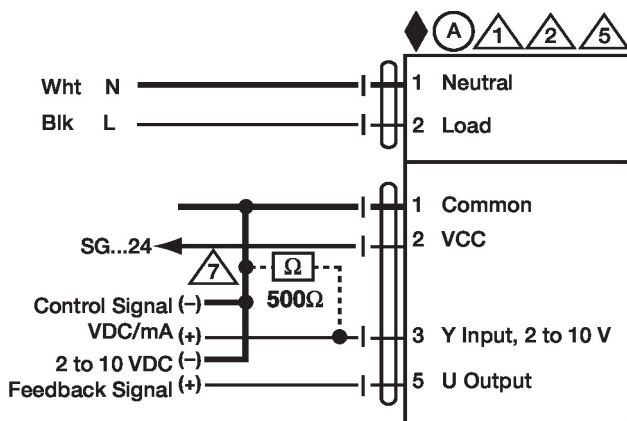 A 1 2 5
Wht N 1 Neutral
Blk L 2 Load
1 Common
SG...24 2 VCC
7 Ω
500Ω
Control Signal (–)
VDC/mA (+) 3 Y Input, 2 to 10 V
2 to 10 VDC (–)
Feedback Signal (+) 5 U Output